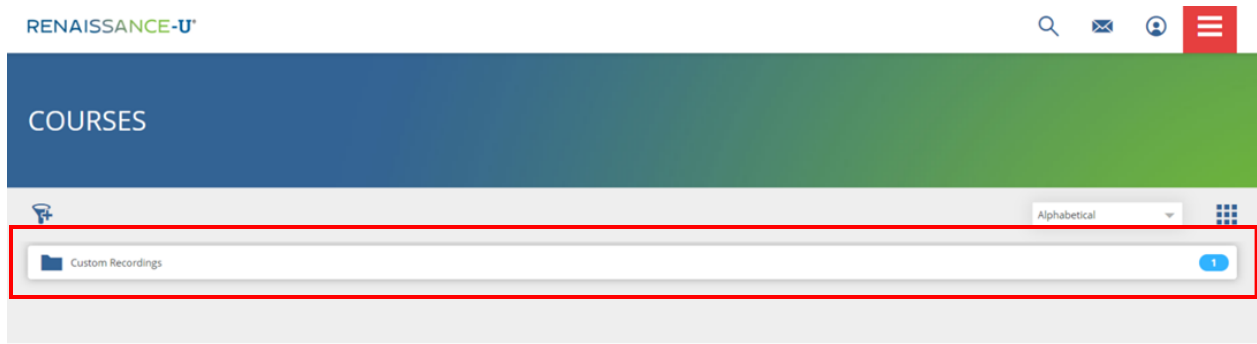 RENAISSANCE-U®
COURSES
Alphabetical
Custom Recordings
1